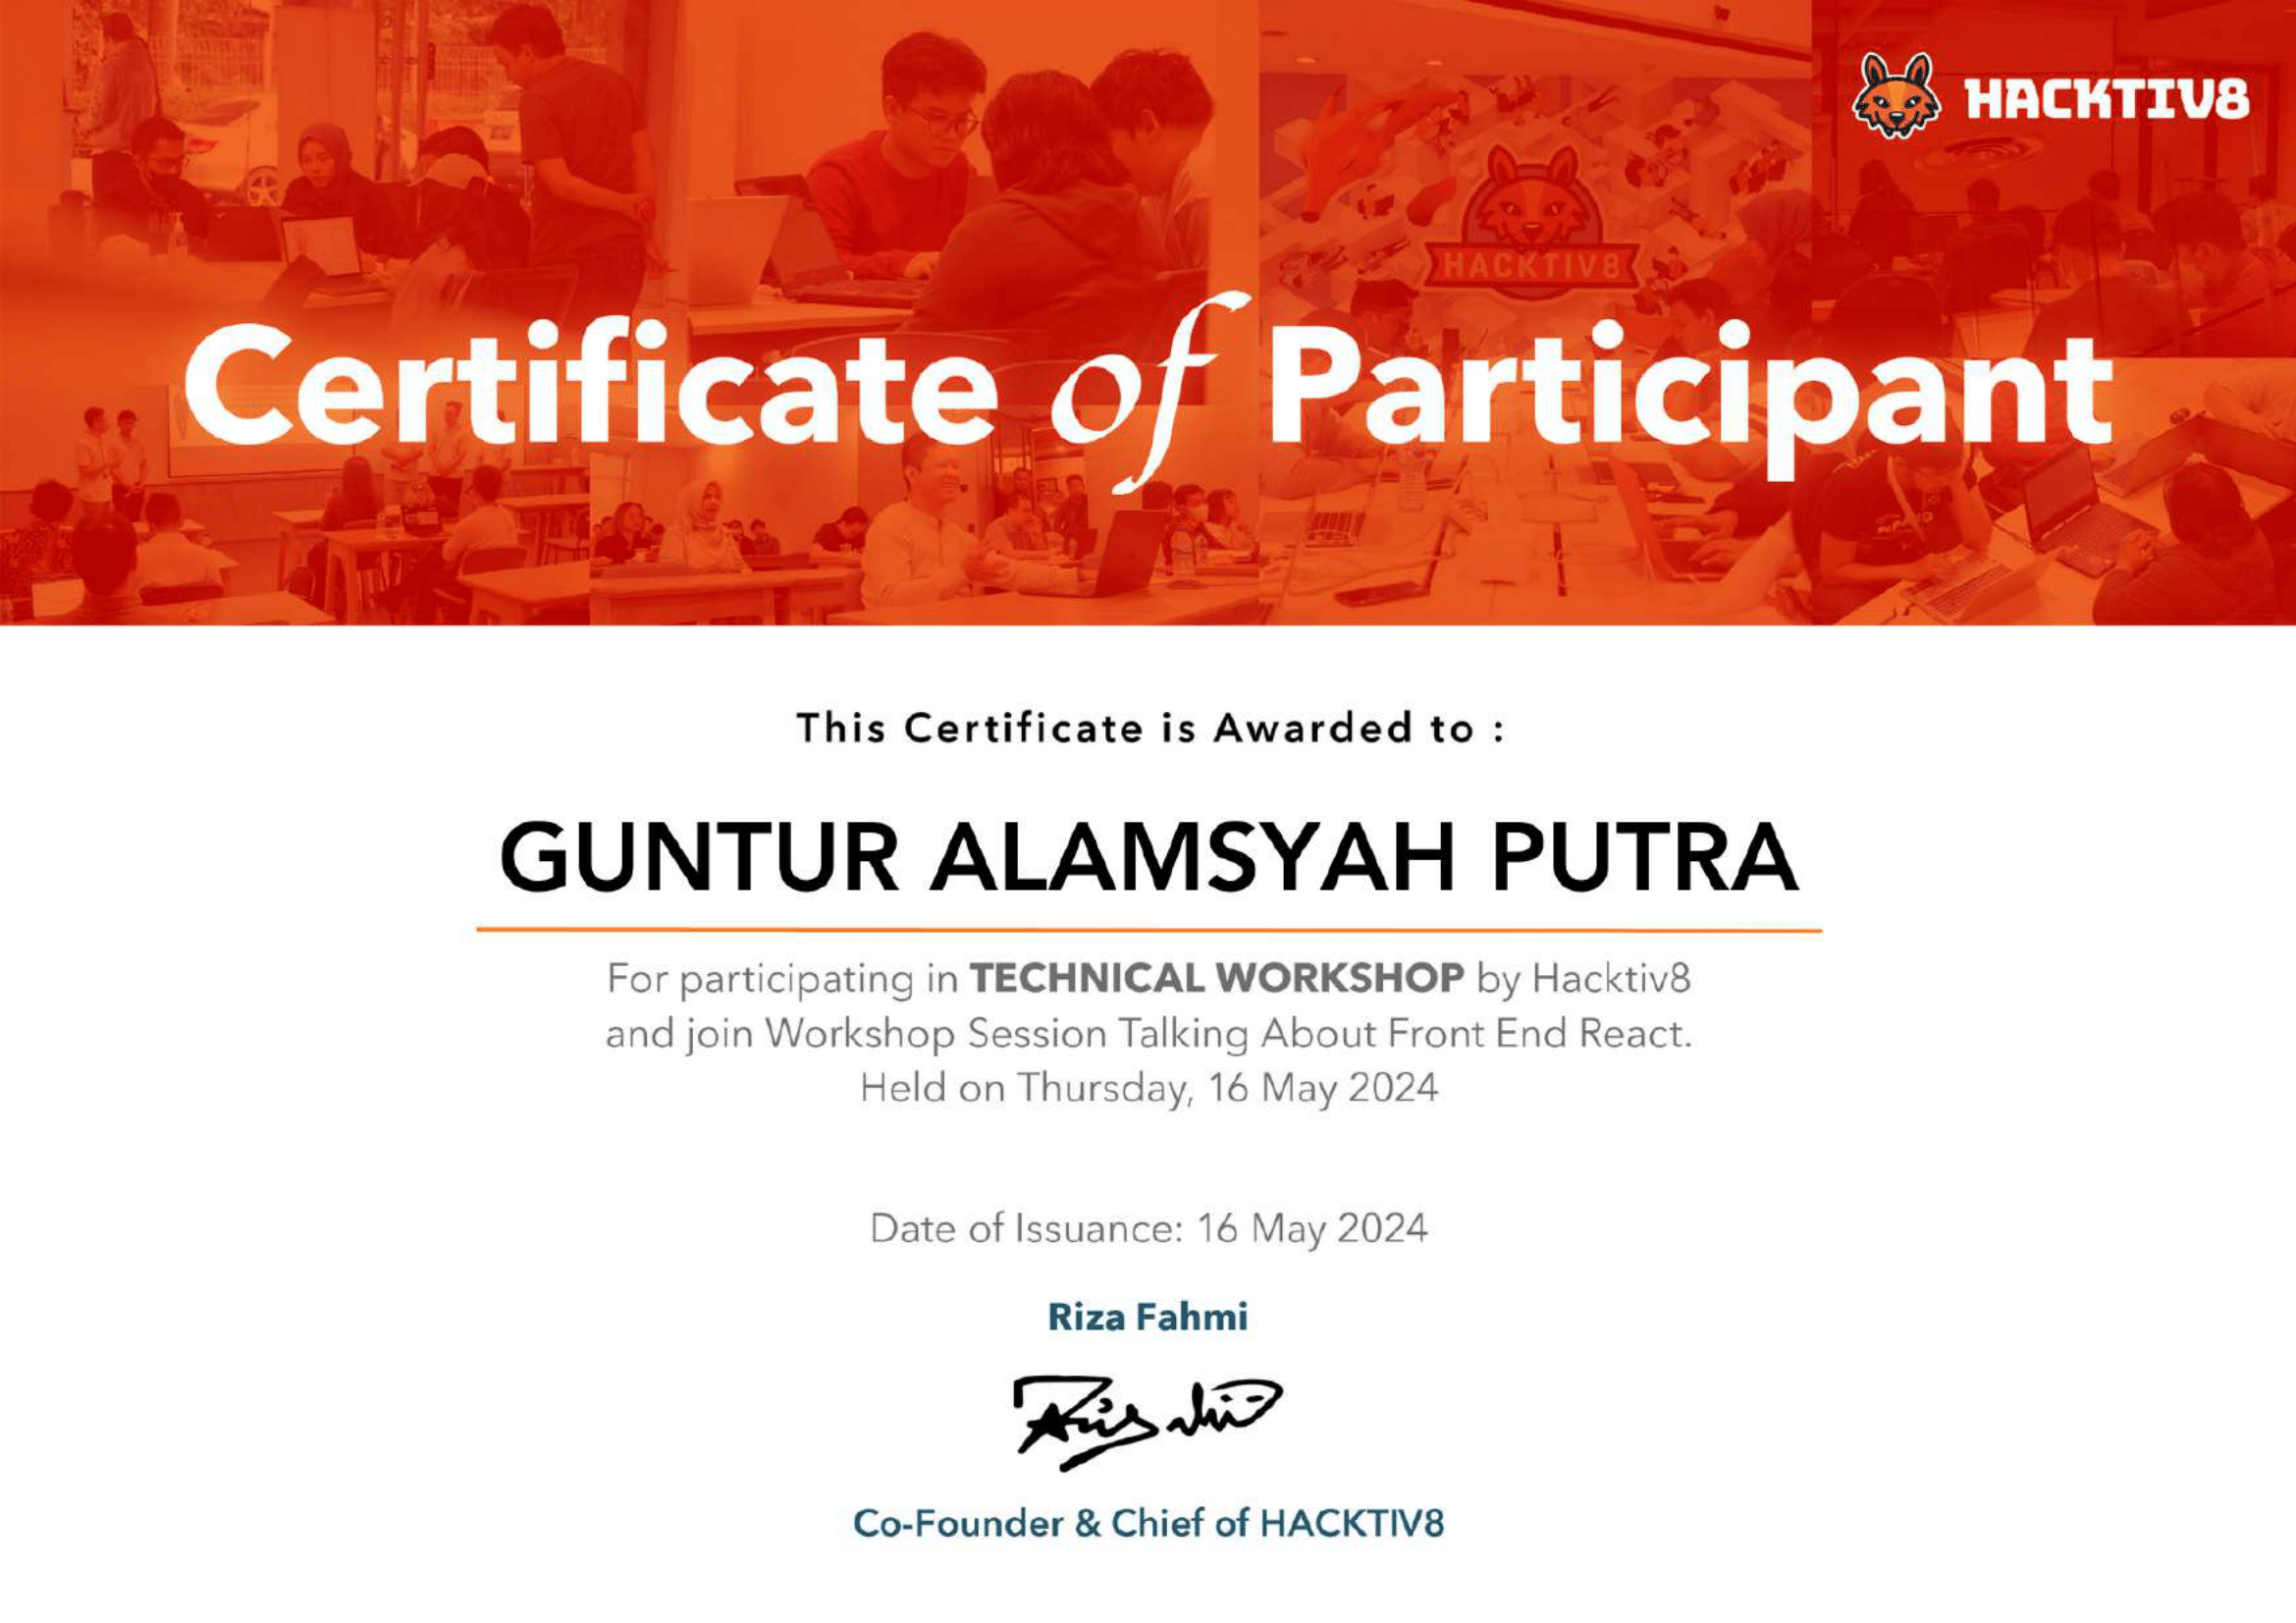 HACKTIV8
HACKTIV8
Certificate of Participant
This Certificate is Awarded to :
GUNTUR ALAMSYAH PUTRA
For participating in TECHNICAL WORKSHOP by Hacktiv8
and join Workshop Session Talking About Front End React.
Held on Thursday, 16 May 2024
Date of Issuance: 16 May 2024
Riza Fahmi
Co-Founder & Chief of HACKTIV8